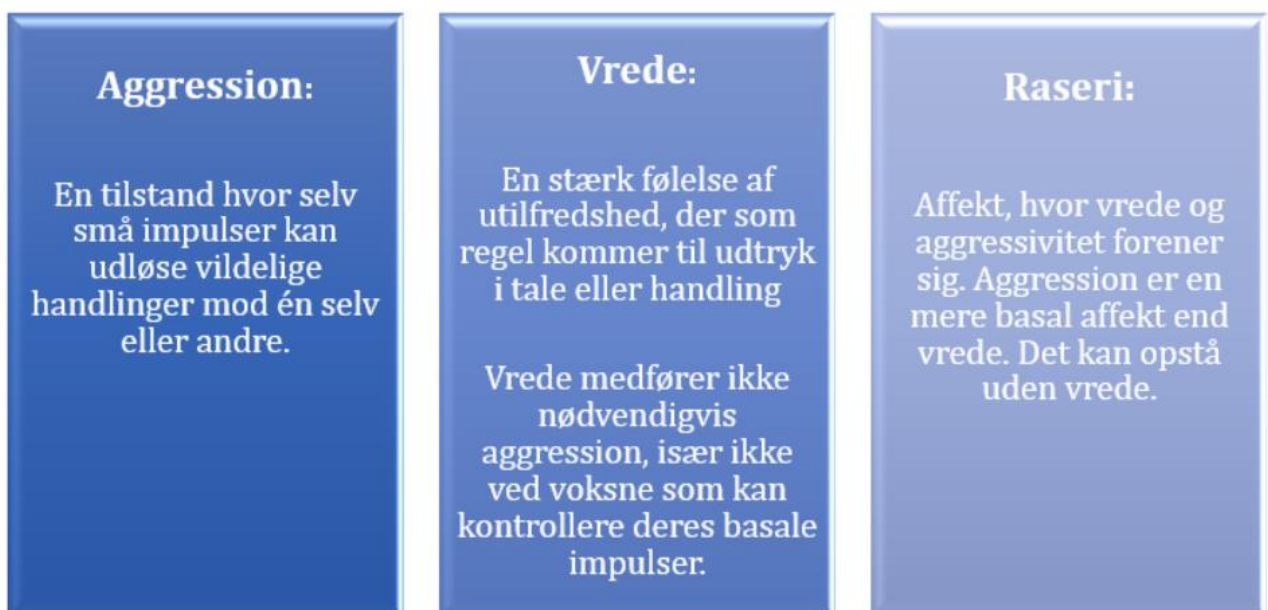 Aggression:
En tilstand hvor selv
små impulser kan
udløse vildelige
handlinger mod én selv
eller andre.
Vrede:
En stærk følelse af
utilfredshed, der som
regel kommer til udtryk
i tale eller handling
Vrede medfører ikke
nødvendigvis
aggression, især ikke
ved voksne som kan
kontrollere deres basale
impulser.
Raseri:
Affekt, hvor vrede og
aggressivitet forener
sig. Aggression er en
mere basal affekt end
vrede. Det kan opstå
uden vrede.